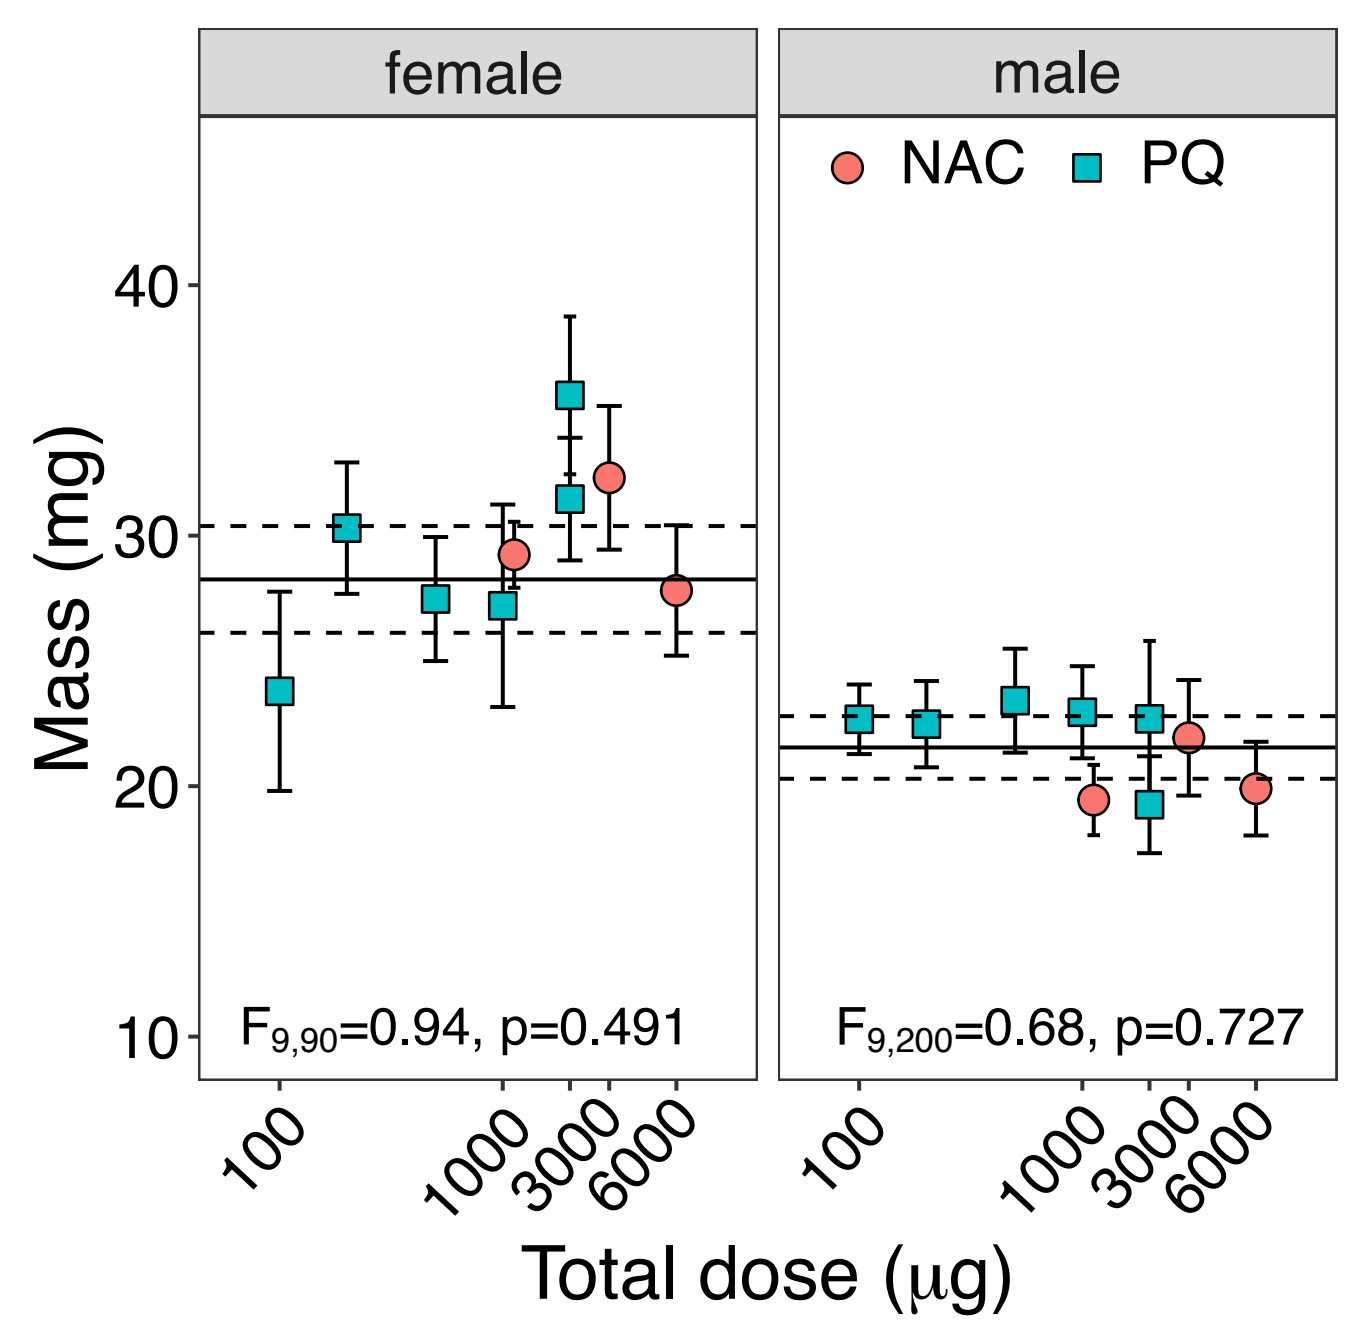 female
male
NAC PQ
Mass (mg)
40
30
20
10
F9,90=0.94, p=0.491
F9,200=0.68, p=0.727
100 1000 3000 6000
100 1000 3000 6000
Total dose (μg)